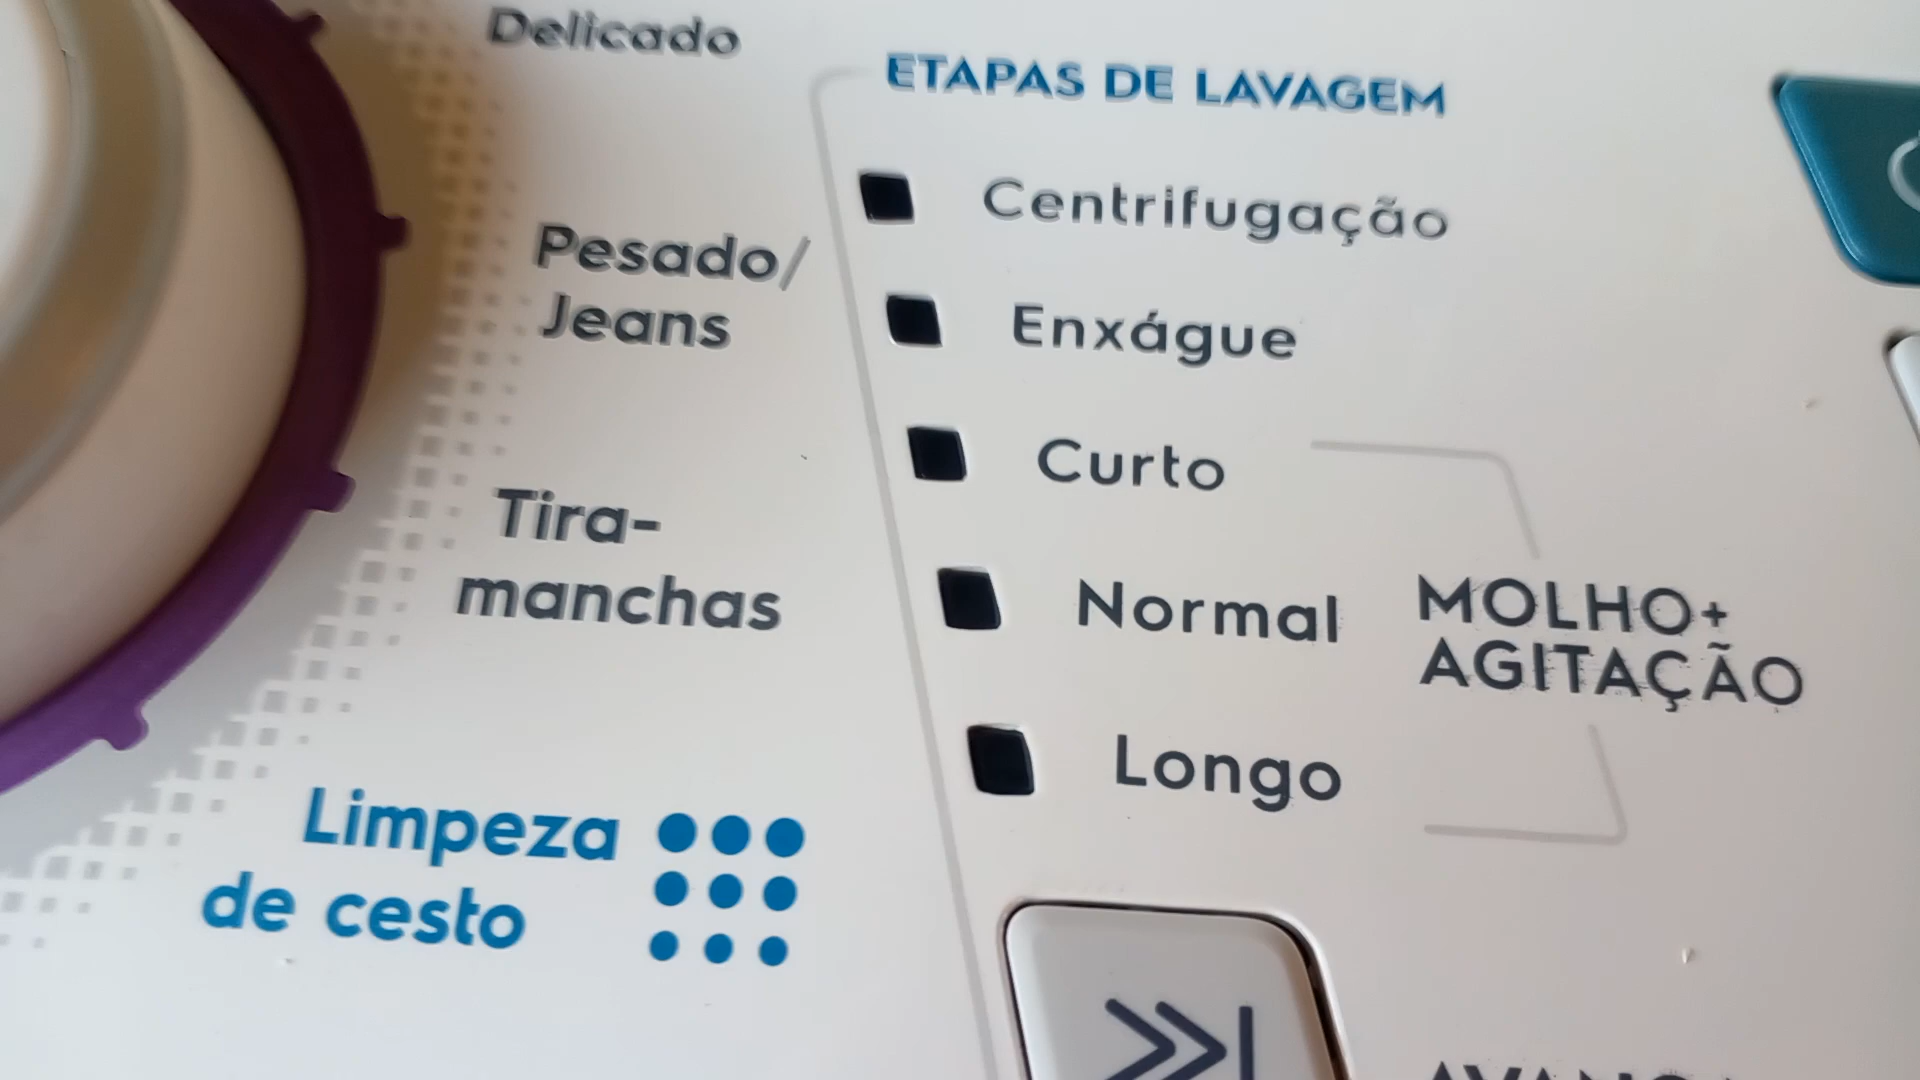 Delicado
Pesado/
Jeans
Tira-
manchas
Limpeza
de cesto
ETAPAS DE LAVAGEM
Centrifugação
Enxágue
Curto
Normal
Longo
MOLHO+
AGITAÇÃO